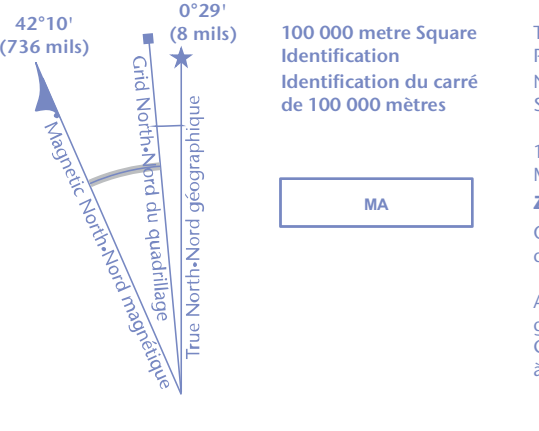 42°10'
(736 mils)
0°29'
(8 mils)
Magnetic North•Nord magnétique
Grid North•Nord du quadrillage
True North•Nord géographique
100 000 metre Square
Identification
Identification du carré
de 100 000 mètres
MA